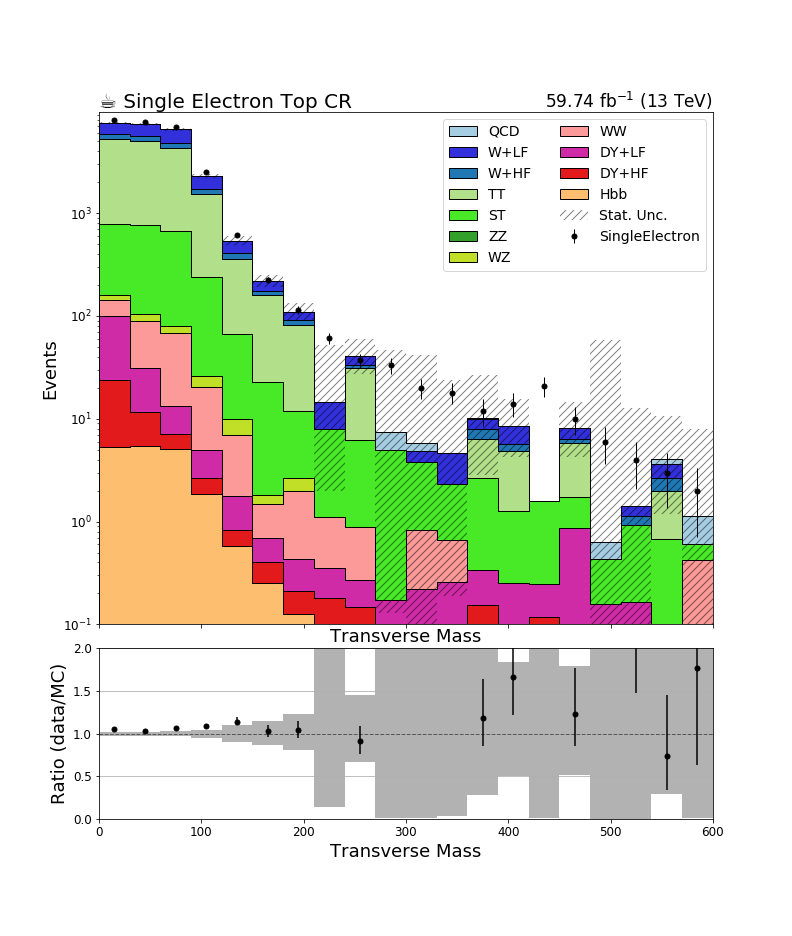 ☕ Single Electron Top CR 59.74 fb⁻¹ (13 TeV)
QCD WW
W+LF DY+LF
W+HF DY+HF
TT Hbb
ST Stat. Unc.
ZZ SingleElectron
WZ
10³
10²
10¹
10⁰
10⁻¹
Events
Transverse Mass
2.0
1.5
1.0
0.5
0.0
Ratio (data/MC)
0 100 200 300 400 500 600
Transverse Mass